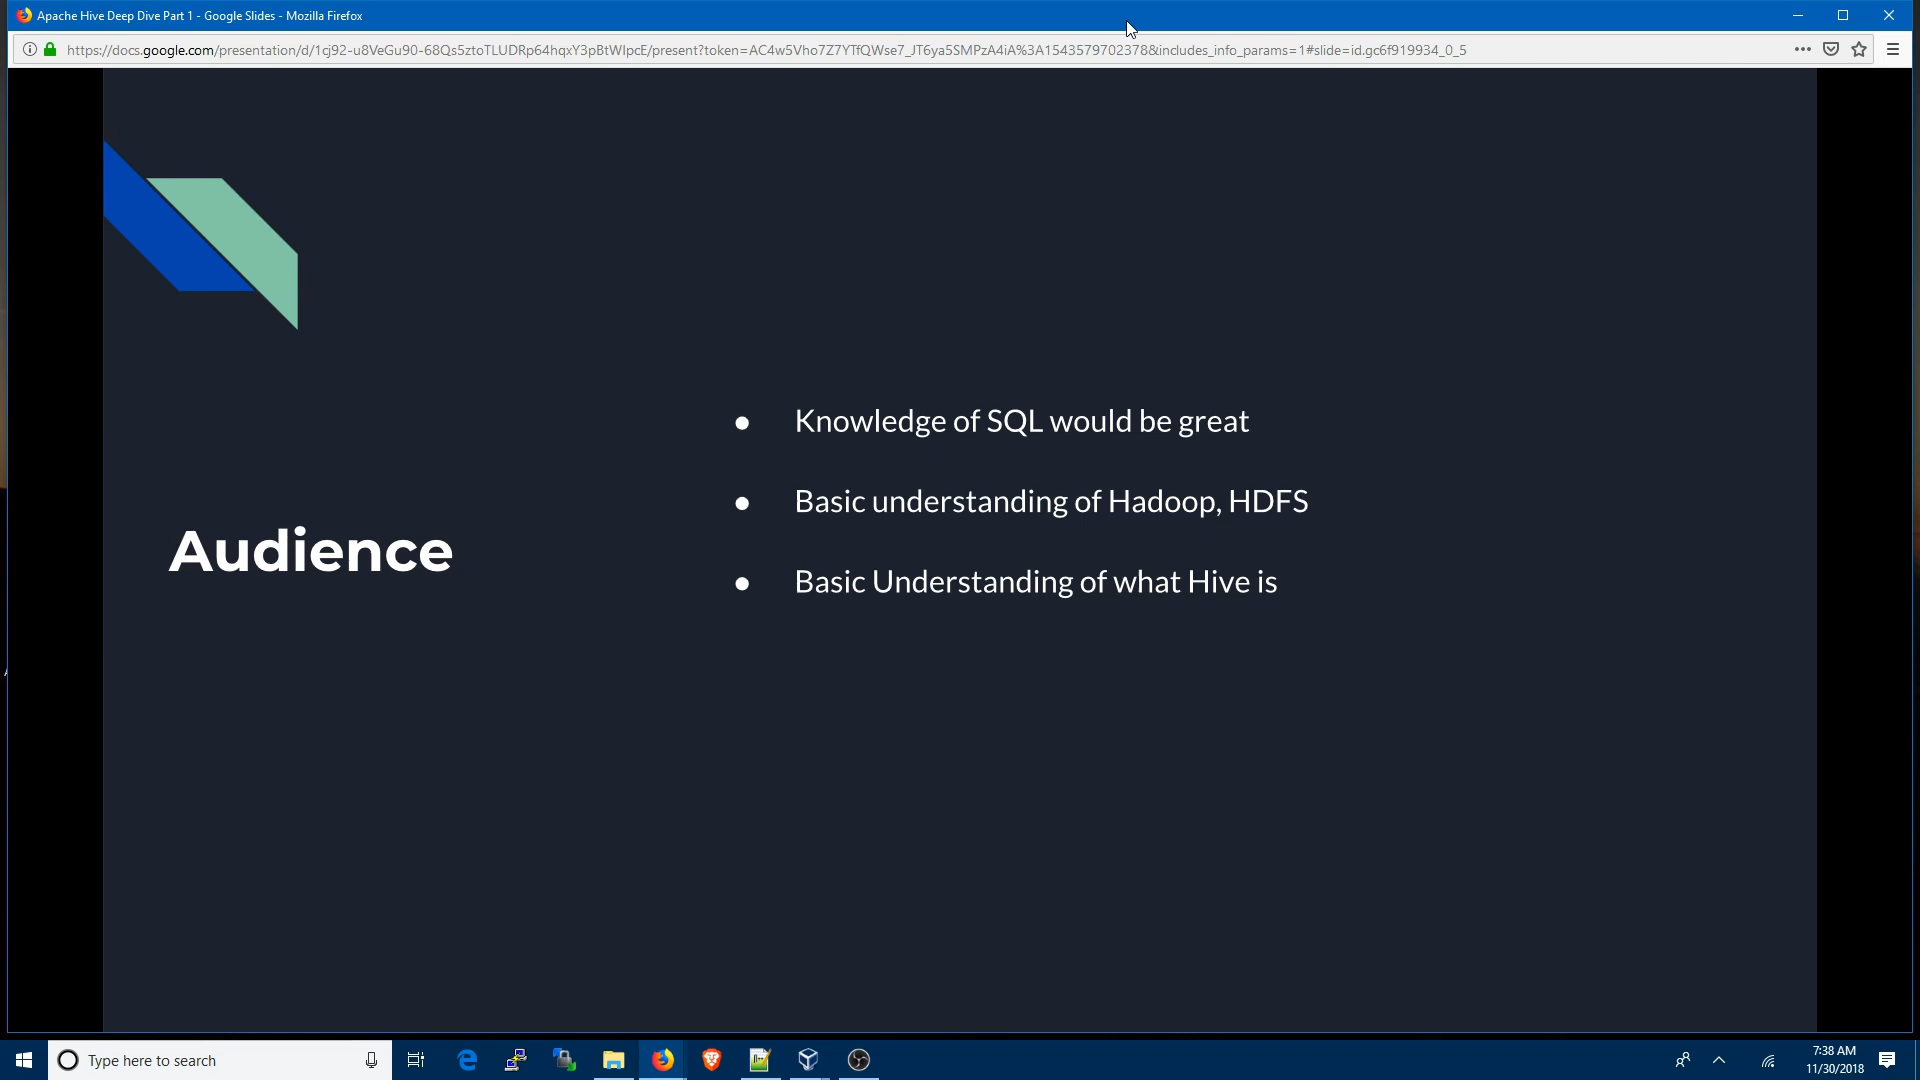 Apache Hive Deep Dive Part 1 - Google Slides - Mozilla Firefox
https://docs.google.com/presentation/d/1cj92-u8VeGu90-68Qs5ztoTLUDRp64hqxY3pBtWIpcE/present?token=AC4w5Vho7Z7YTfQWse7_JT6ya5SMPzA4iA%3A1543579702378&includes_info_params=1#slide=id.gc6f919934_0_5
Audience
● Knowledge of SQL would be great
● Basic understanding of Hadoop, HDFS
● Basic Understanding of what Hive is
Type here to search
7:38 AM
11/30/2018